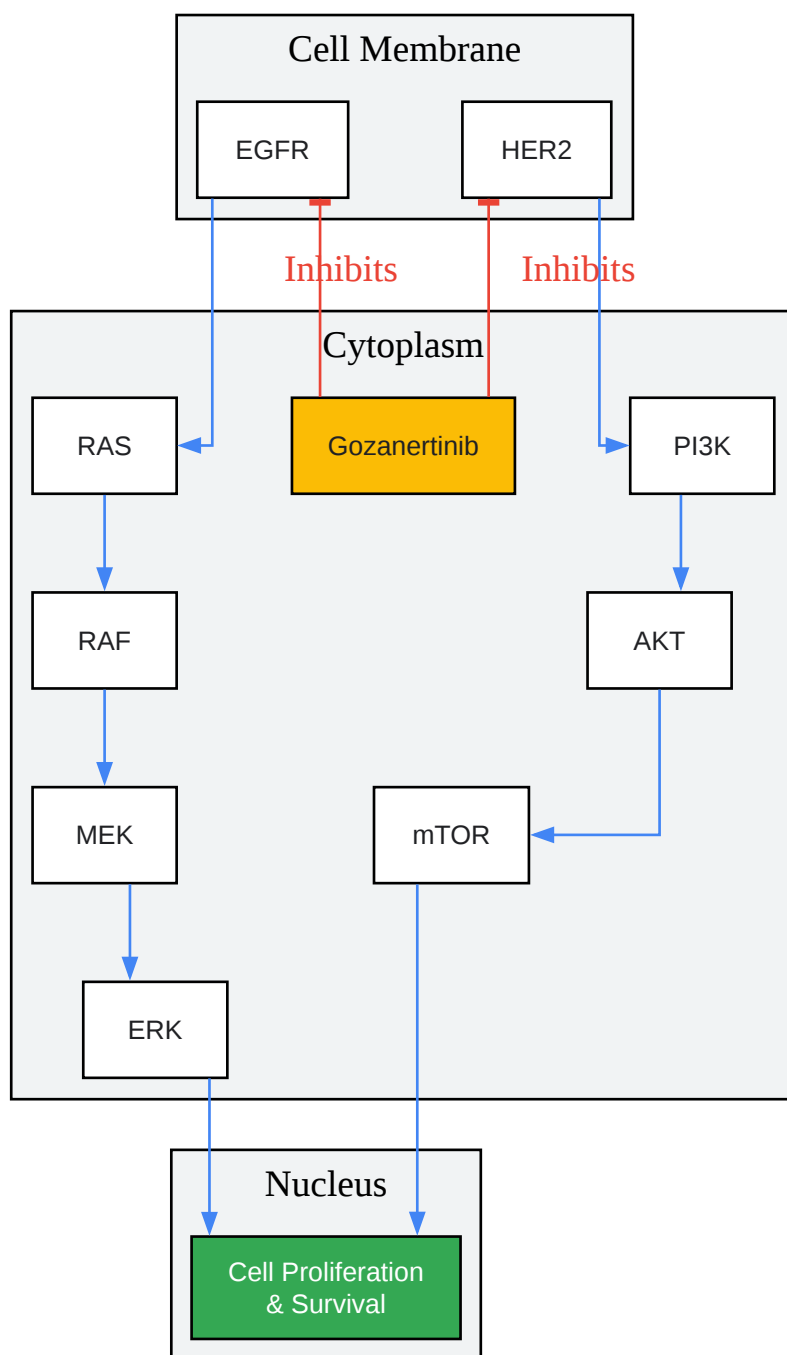 Cell Membrane
EGFR
HER2
Inhibits
Inhibits
Cytoplasm
RAS
Gozanertinib
PI3K
RAF
AKT
MEK
mTOR
ERK
Nucleus
Cell Proliferation
& Survival